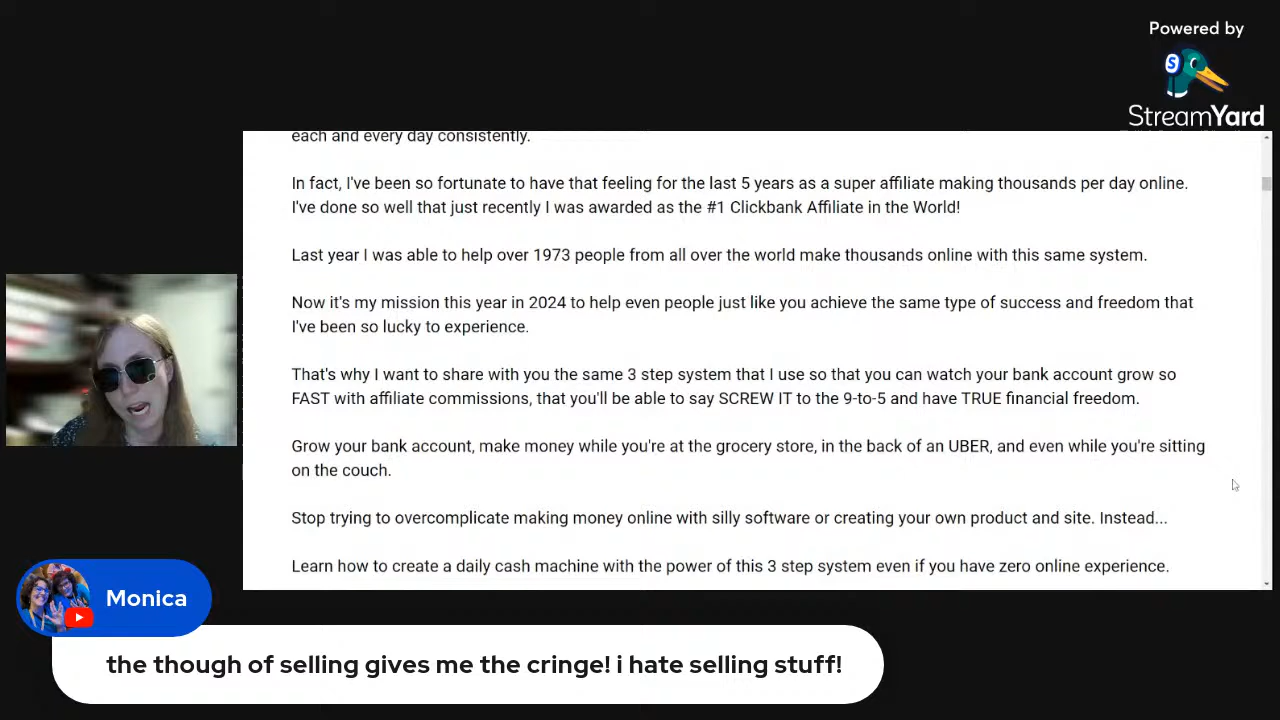 Powered by
StreamYard
each and every day consistently.
In fact, I've been so fortunate to have that feeling for the last 5 years as a super affiliate making thousands per day online.
I've done so well that just recently I was awarded as the #1 Clickbank Affiliate in the World!
Last year I was able to help over 1973 people from all over the world make thousands online with this same system.
Now it's my mission this year in 2024 to help even people just like you achieve the same type of success and freedom that
I've been so lucky to experience.
That's why I want to share with you the same 3 step system that I use so that you can watch your bank account grow so
FAST with affiliate commissions, that you'll be able to say SCREW IT to the 9-to-5 and have TRUE financial freedom.
Grow your bank account, make money while you're at the grocery store, in the back of an UBER, and even while you're sitting
on the couch.
Stop trying to overcomplicate making money online with silly software or creating your own product and site. Instead...
Learn how to create a daily cash machine with the power of this 3 step system even if you have zero online experience.
Monica
the though of selling gives me the cringe! i hate selling stuff!